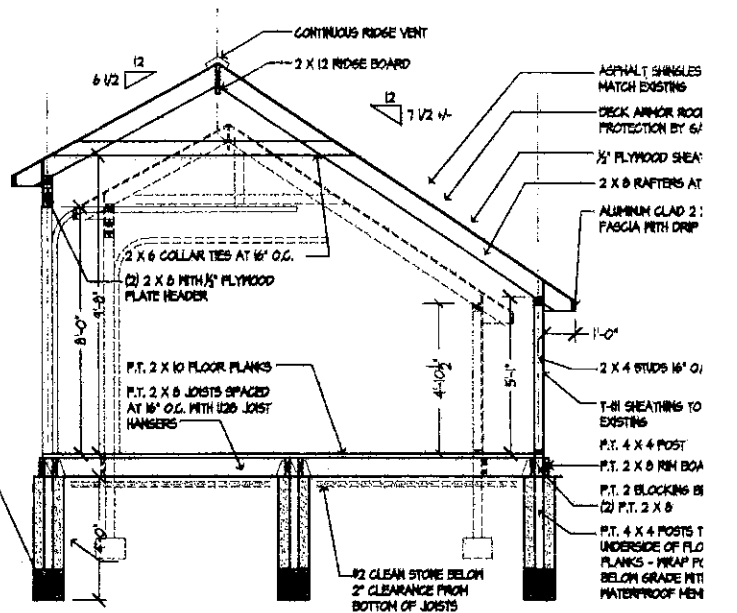 CONTINUOUS RIDGE VENT
12
6 1/2
2 X 12 RIDGE BOARD
12
7 1/2 +/-
ASPHALT SHINGLES
MATCH EXISTING
DECK ARMOR ROO
PROTECTION BY GA
1/2" PLYWOOD SHEA
2 X 8 RAFTERS AT
ALUMINUM CLAD 2
FASCIA WITH DRIP
2 X 6 COLLAR TIES AT 16" O.C.
(2) 2 X 8 WITH 1/2" PLYWOOD
PLATE HEADER
8'-0"
9'-8"
4'-10 1/2"
5'-1"
1'-0"
P.T. 2 X 10 FLOOR PLANKS
P.T. 2 X 8 JOISTS SPACED
AT 16" O.C. WITH U28 JOIST
HANGERS
2 X 4 STUDS 16" O.
T-111 SHEATHING TO
EXISTING
P.T. 4 X 4 POST
P.T. 2 X 8 RIM BOA
P.T. 2 BLOCKING B
(2) P.T. 2 X 8
P.T. 4 X 4 POSTS T
UNDERSIDE OF FLO
PLANKS - WRAP PO
BELOW GRADE WIT
WATERPROOF MEM
4'-0"
#2 CLEAN STONE BELOW
2" CLEARANCE FROM
BOTTOM OF JOISTS